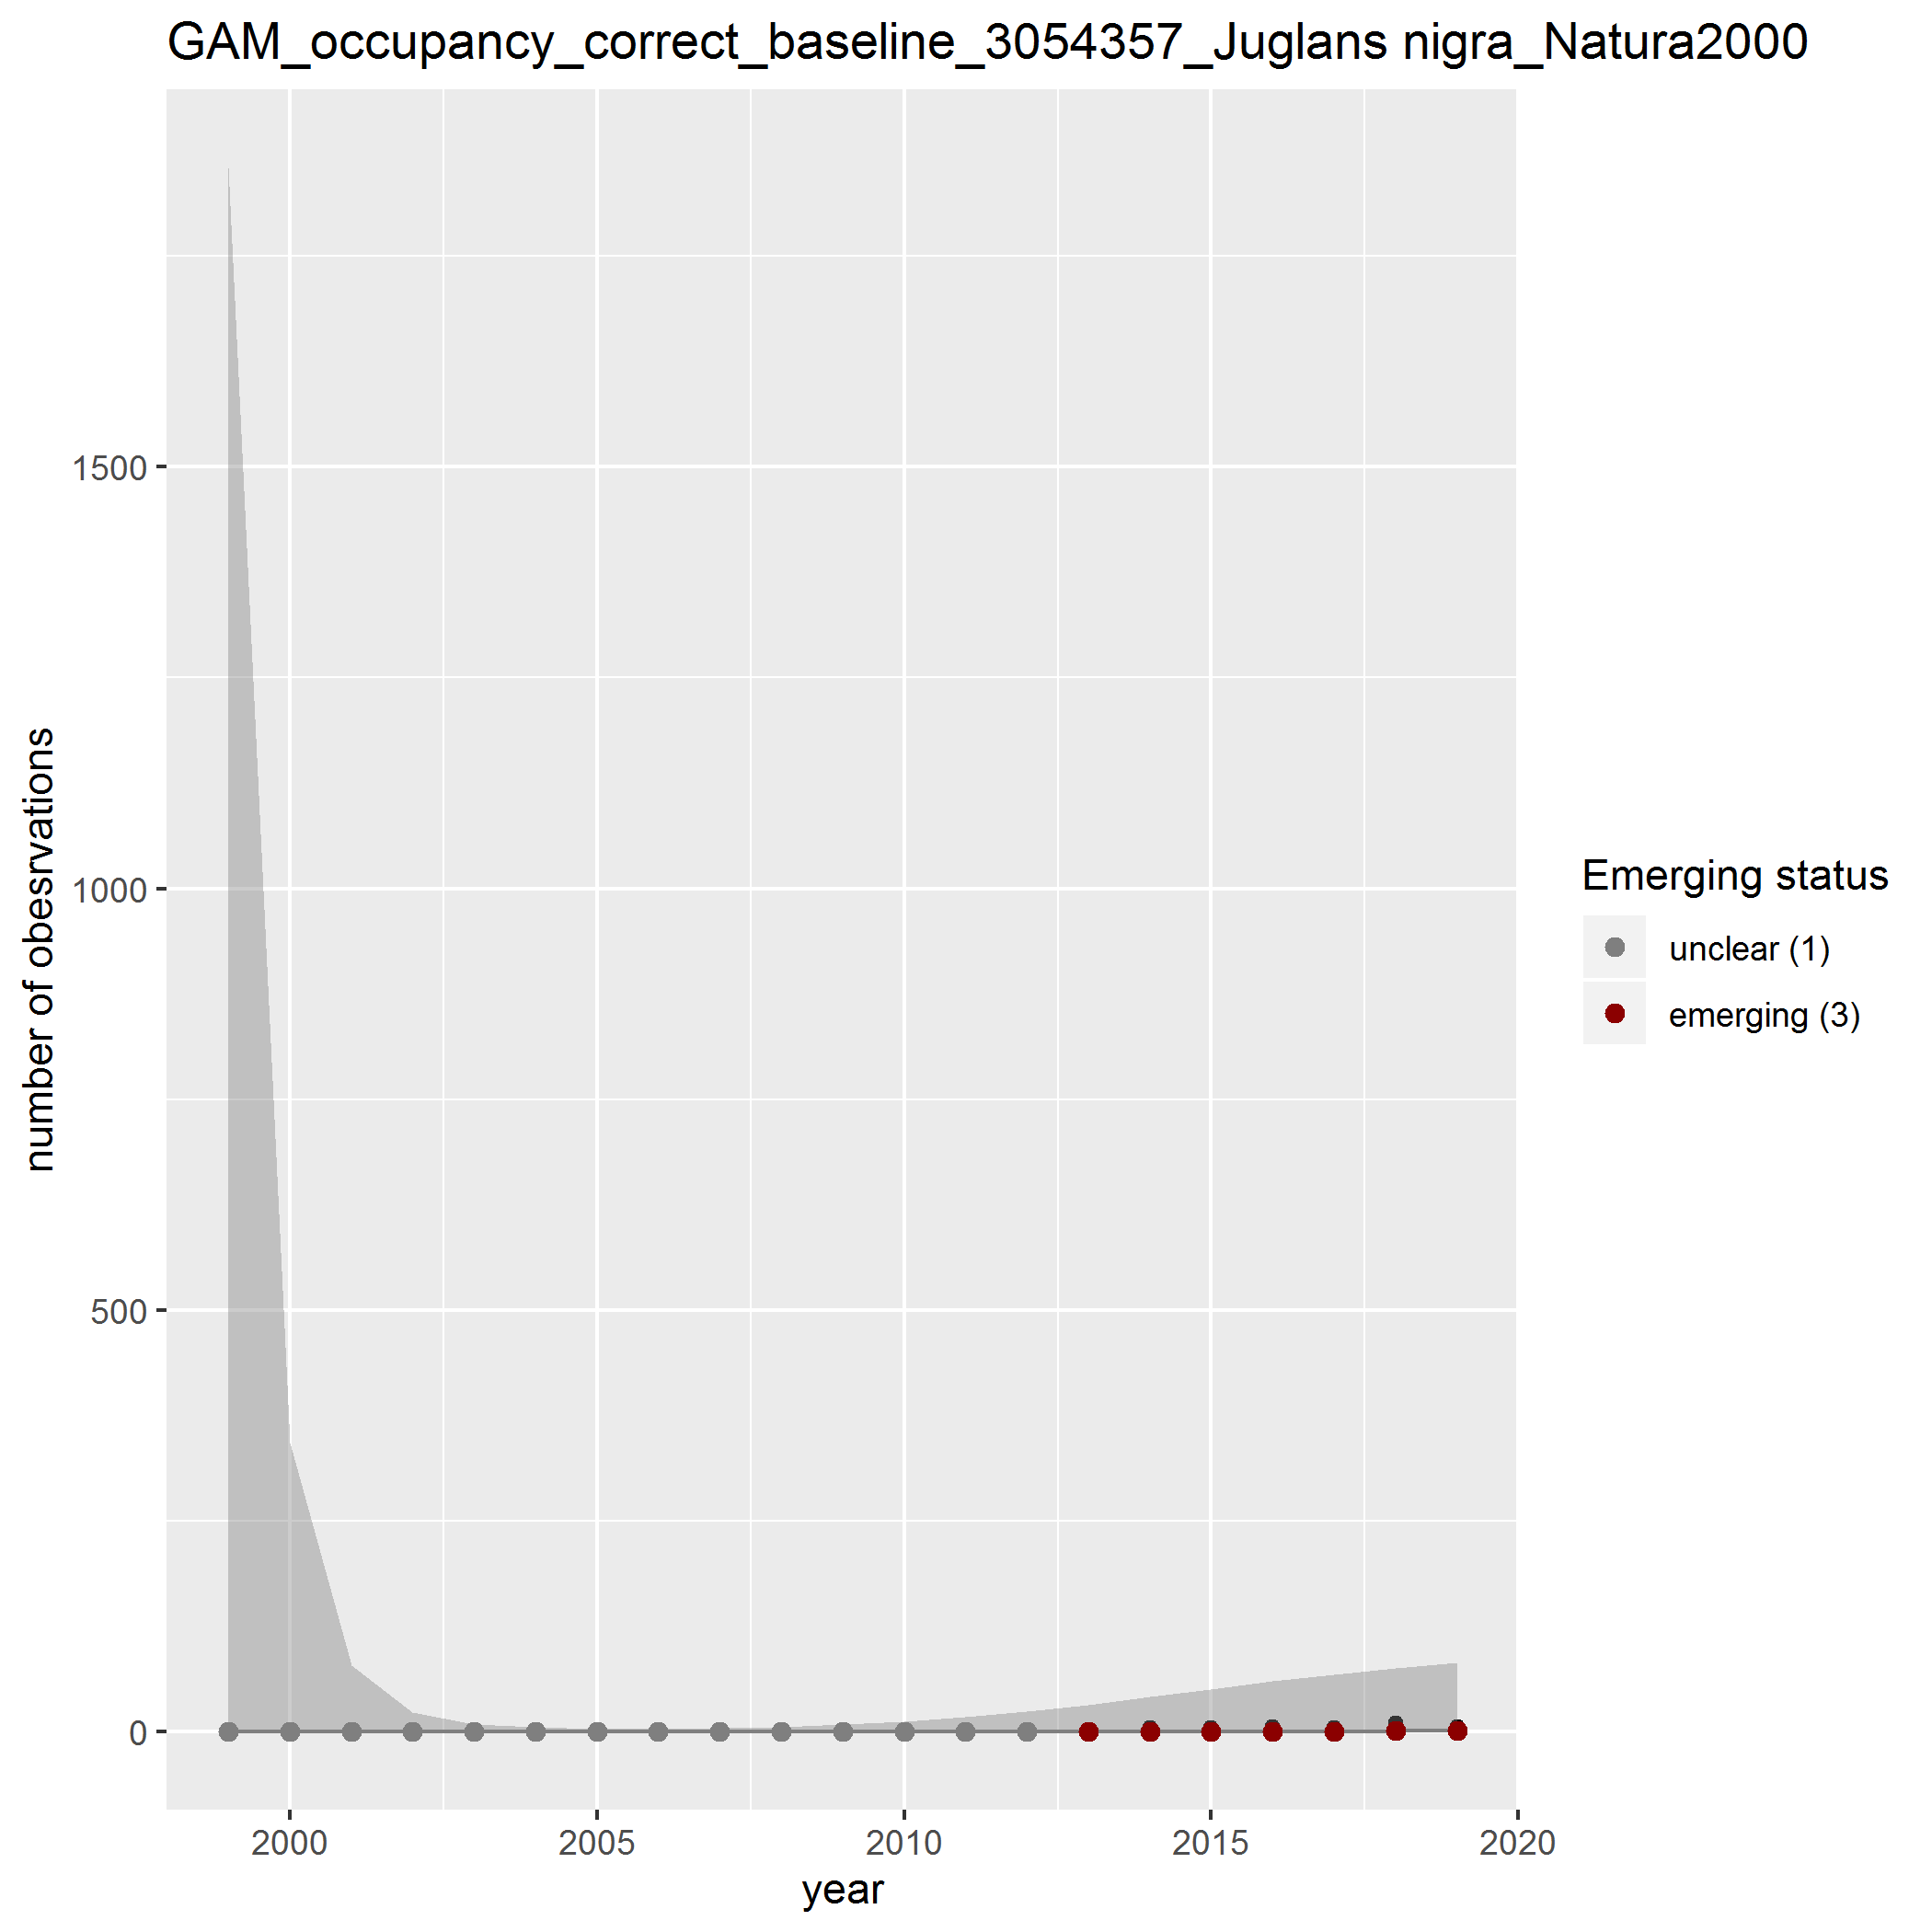 GAM_occupancy_correct_baseline_3054357_Juglans nigra_Natura2000
number of obesrvations
1500
1000
500
0
2000
2005
2010
2015
2020
year
Emerging status
unclear (1)
emerging (3)